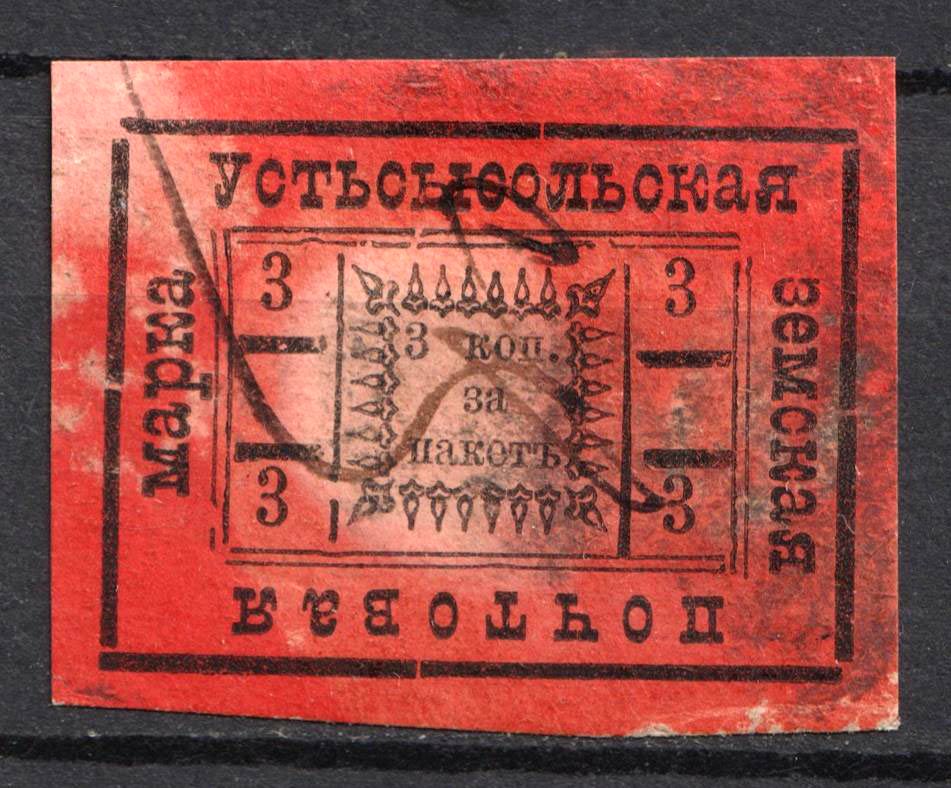 Устьсысольская
земская
почтовая
марка
3
3
3 коп.
за
пакетъ
3
3